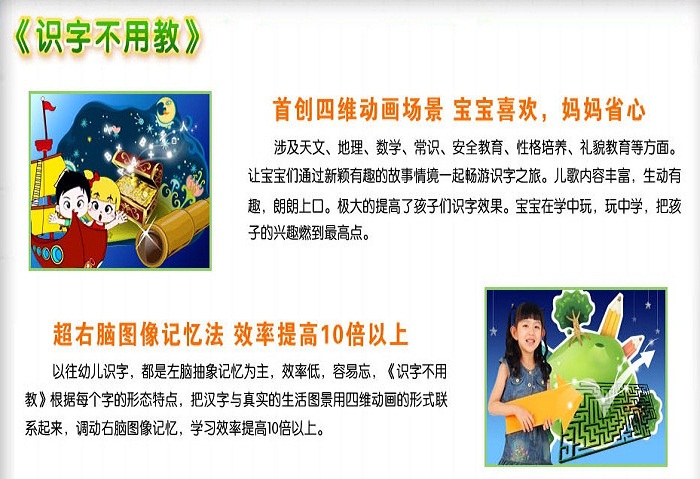 《识字不用教》
首创四维动画场景 宝宝喜欢，妈妈省心
涉及天文、地理、数学、常识、安全教育、性格培养、礼貌教育等方面。
让宝宝们通过新颖有趣的故事情境一起畅游识字之旅。儿歌内容丰富，生动有
趣，朗朗上口。极大的提高了孩子们识字效果。宝宝在学中玩，玩中学，把孩
子的兴趣燃到最高点。
超右脑图像记忆法 效率提高10倍以上
以往幼儿识字，都是左脑抽象记忆为主，效率低，容易忘，《识字不用
教》根据每个字的形态特点，把汉字与真实的生活图景用四维动画的形式联
系起来，调动右脑图像记忆，学习效率提高10倍以上。